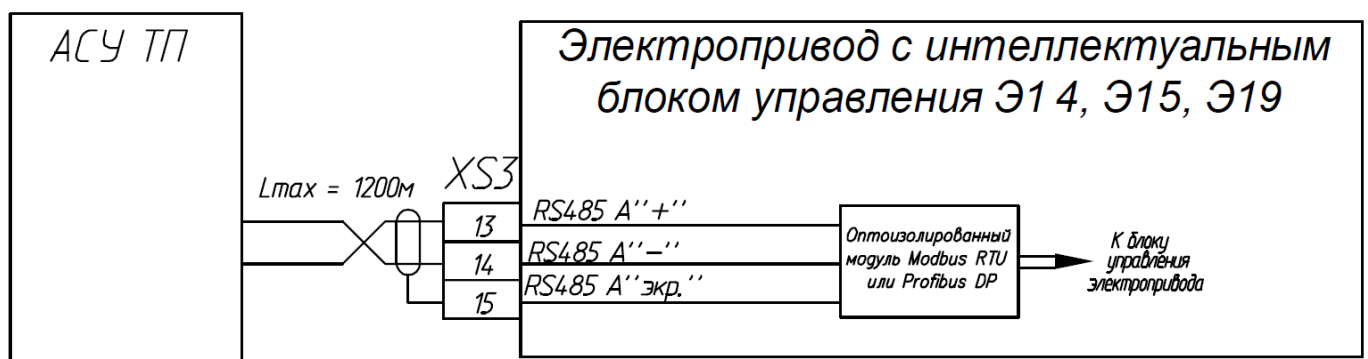 АСУ ТП
Электропривод с интеллектуальным
блоком управления Э1 4, Э15, Э19
Lmax = 1200м
XS3
13
RS485 A''+''
14
RS485 A''−''
15
RS485 A''экр.''
Оптоизолированный
модуль Modbus RTU
или Profibus DP
К блоку
управления
электропривода